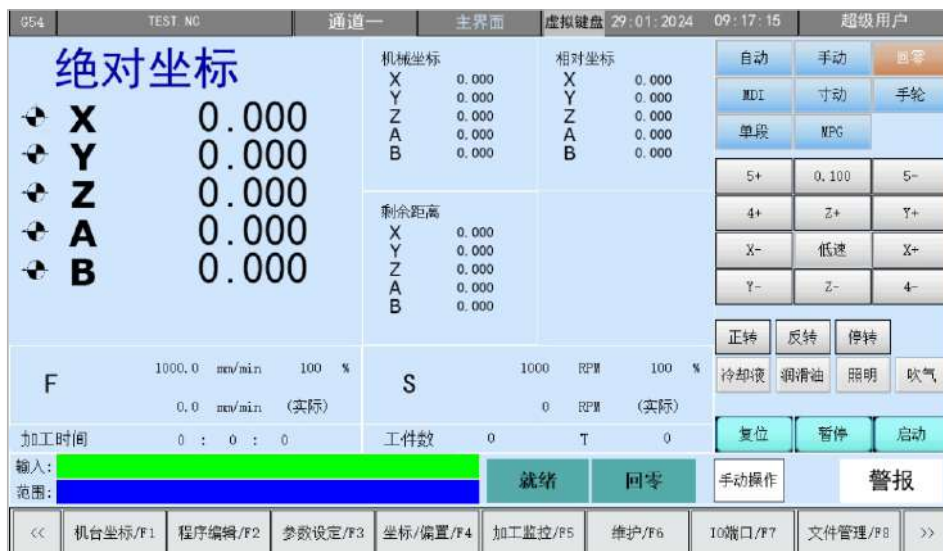 G54 TEST NC 通道一 主界面 虚拟键盘 29:01:2024 09:17:15 超级用户
绝对坐标
X 0.000
Y 0.000
Z 0.000
A 0.000
B 0.000
机械坐标
X 0.000
Y 0.000
Z 0.000
A 0.000
B 0.000
相对坐标
X 0.000
Y 0.000
Z 0.000
A 0.000
B 0.000
剩余距离
X 0.000
Y 0.000
Z 0.000
A 0.000
B 0.000
自动 手动 回零
MDI 寸动 手轮
单段 MPG
5+ 0.100 5-
4+ Z+ Y+
X- 低速 X+
Y- Z- 4-
正转 反转 停转
冷却液 润滑油 照明 吹气
复位 暂停 启动
F 1000.0 mm/min 100 %
0.0 mm/min (实际)
S 1000 RPM 100 %
0 RPM (实际)
加工时间 0 : 0 : 0 工件数 0 T 0
输入:
范围:
就绪 回零 手动操作 警报
<< 机台坐标/F1 程序编辑/F2 参数设定/F3 坐标/偏置/F4 加工监控/F5 维护/F6 IO端口/F7 文件管理/F8 >>